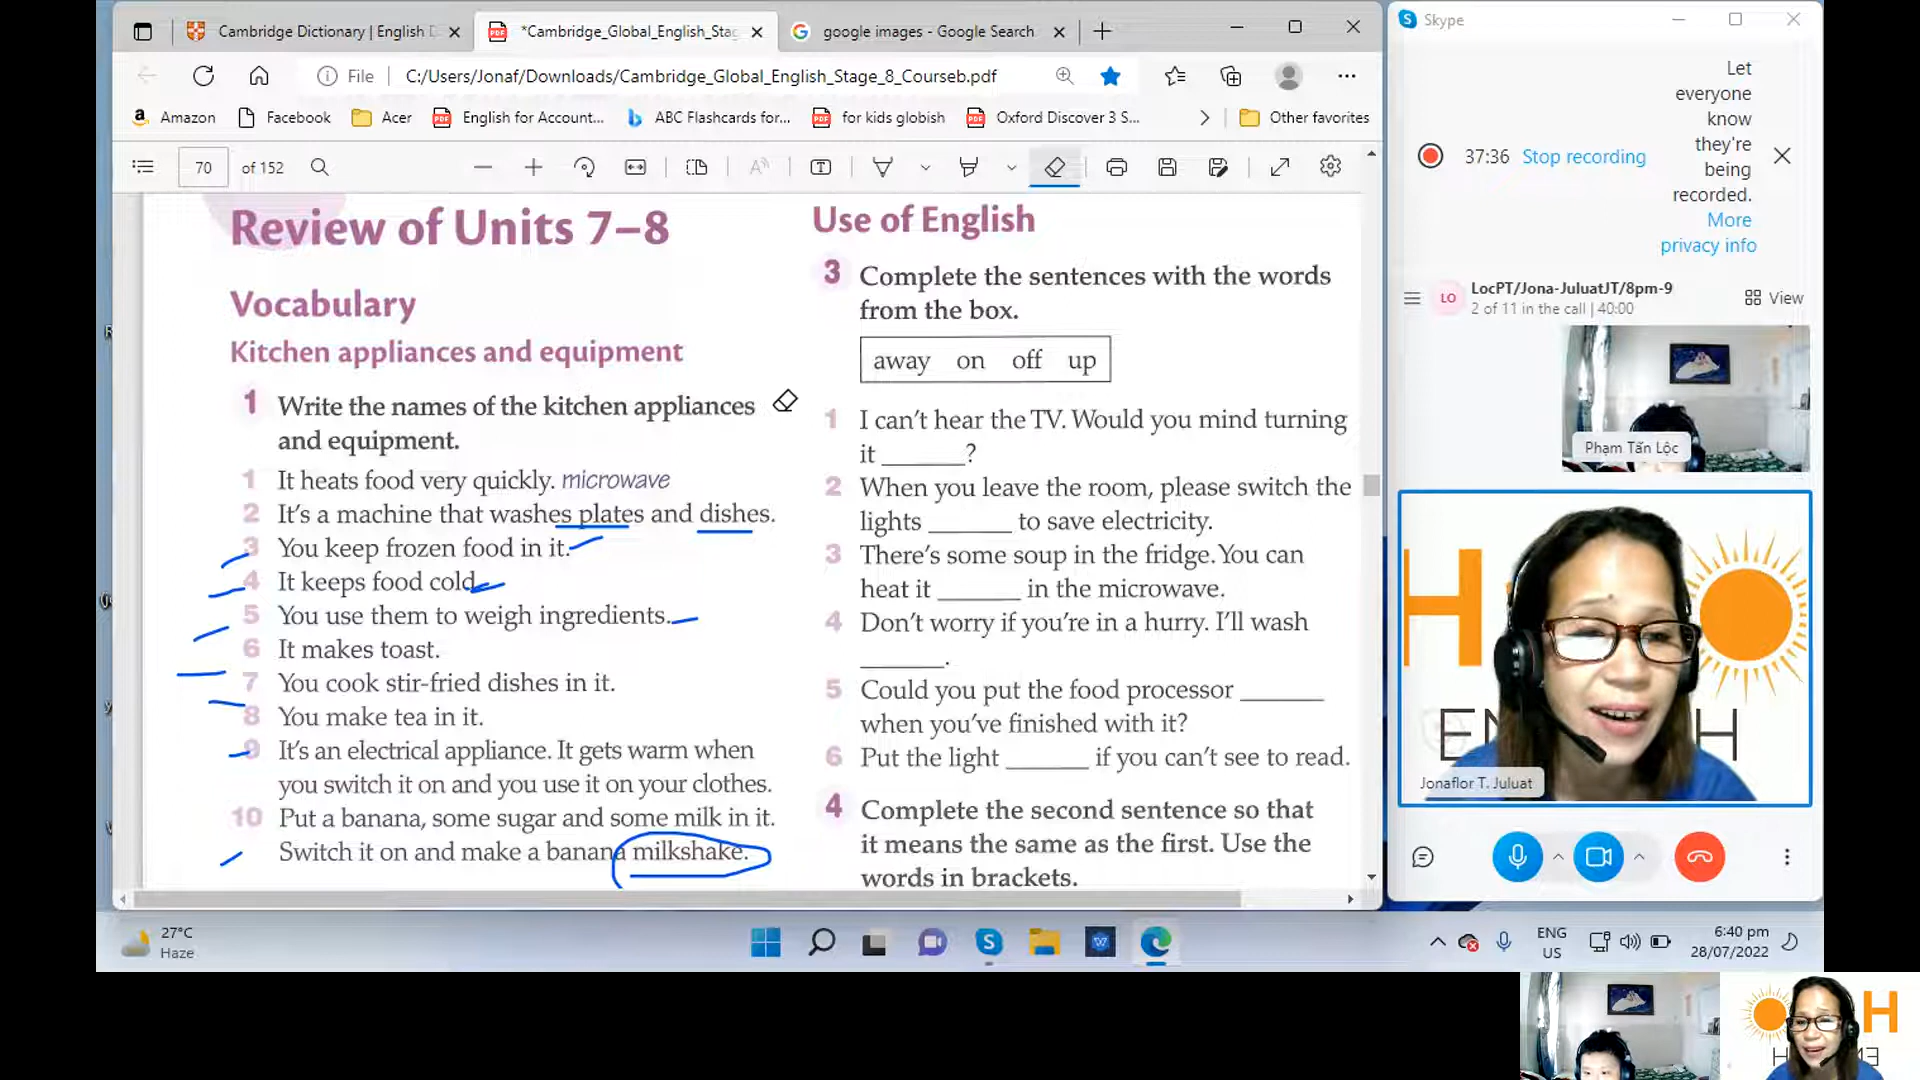 Cambridge Dictionary | English D
*Cambridge_Global_English_Sta
google images - Google Search
File
C:/Users/Jonaf/Downloads/Cambridge_Global_English_Stage_8_Courseb.pdf
Amazon
Facebook
Acer
English for Account...
ABC Flashcards for...
for kids globish
Oxford Discover 3 S...
Other favorites
70 of 152
Review of Units 7–8
Vocabulary
Kitchen appliances and equipment
1 Write the names of the kitchen appliances
and equipment.
1 It heats food very quickly. microwave
2 It's a machine that washes plates and dishes.
3 You keep frozen food in it.
4 It keeps food cold.
5 You use them to weigh ingredients.
6 It makes toast.
7 You cook stir-fried dishes in it.
8 You make tea in it.
9 It's an electrical appliance. It gets warm when
you switch it on and you use it on your clothes.
10 Put a banana, some sugar and some milk in it.
Switch it on and make a banana milkshake.
Use of English
3 Complete the sentences with the words
from the box.
away on off up
1 I can't hear the TV. Would you mind turning
it ______?
2 When you leave the room, please switch the
lights ______ to save electricity.
3 There's some soup in the fridge. You can
heat it ______ in the microwave.
4 Don't worry if you're in a hurry. I'll wash
______.
5 Could you put the food processor ______
when you've finished with it?
6 Put the light ______ if you can't see to read.
4 Complete the second sentence so that
it means the same as the first. Use the
words in brackets.
Skype
Let
everyone
know
they're
being
recorded.
More
privacy info
37:36 Stop recording
LO
LocPT/Jona-JuluatJT/8pm-9
2 of 11 in the call | 40:00
View
Phạm Tấn Lộc
H
EN H
Jonaflor T. Juluat
27°C
Haze
ENG
US
6:40 pm
28/07/2022
H